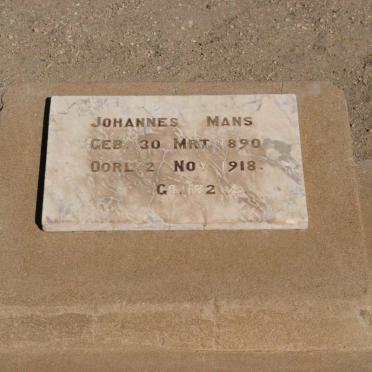 JOHANNES MANS
GEB. 30 MRT 1890
OORL. 2 NOV 1918.